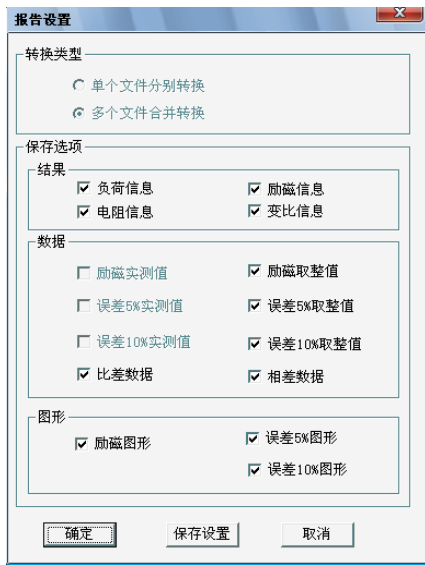 报告设置
转换类型
单个文件分别转换
多个文件合并转换
保存选项
结果
负荷信息 励磁信息
电阻信息 变比信息
数据
励磁实测值 励磁取整值
误差5%实测值 误差5%取整值
误差10%实测值 误差10%取整值
比差数据 相差数据
图形
励磁图形 误差5%图形
误差10%图形
确定 保存设置 取消